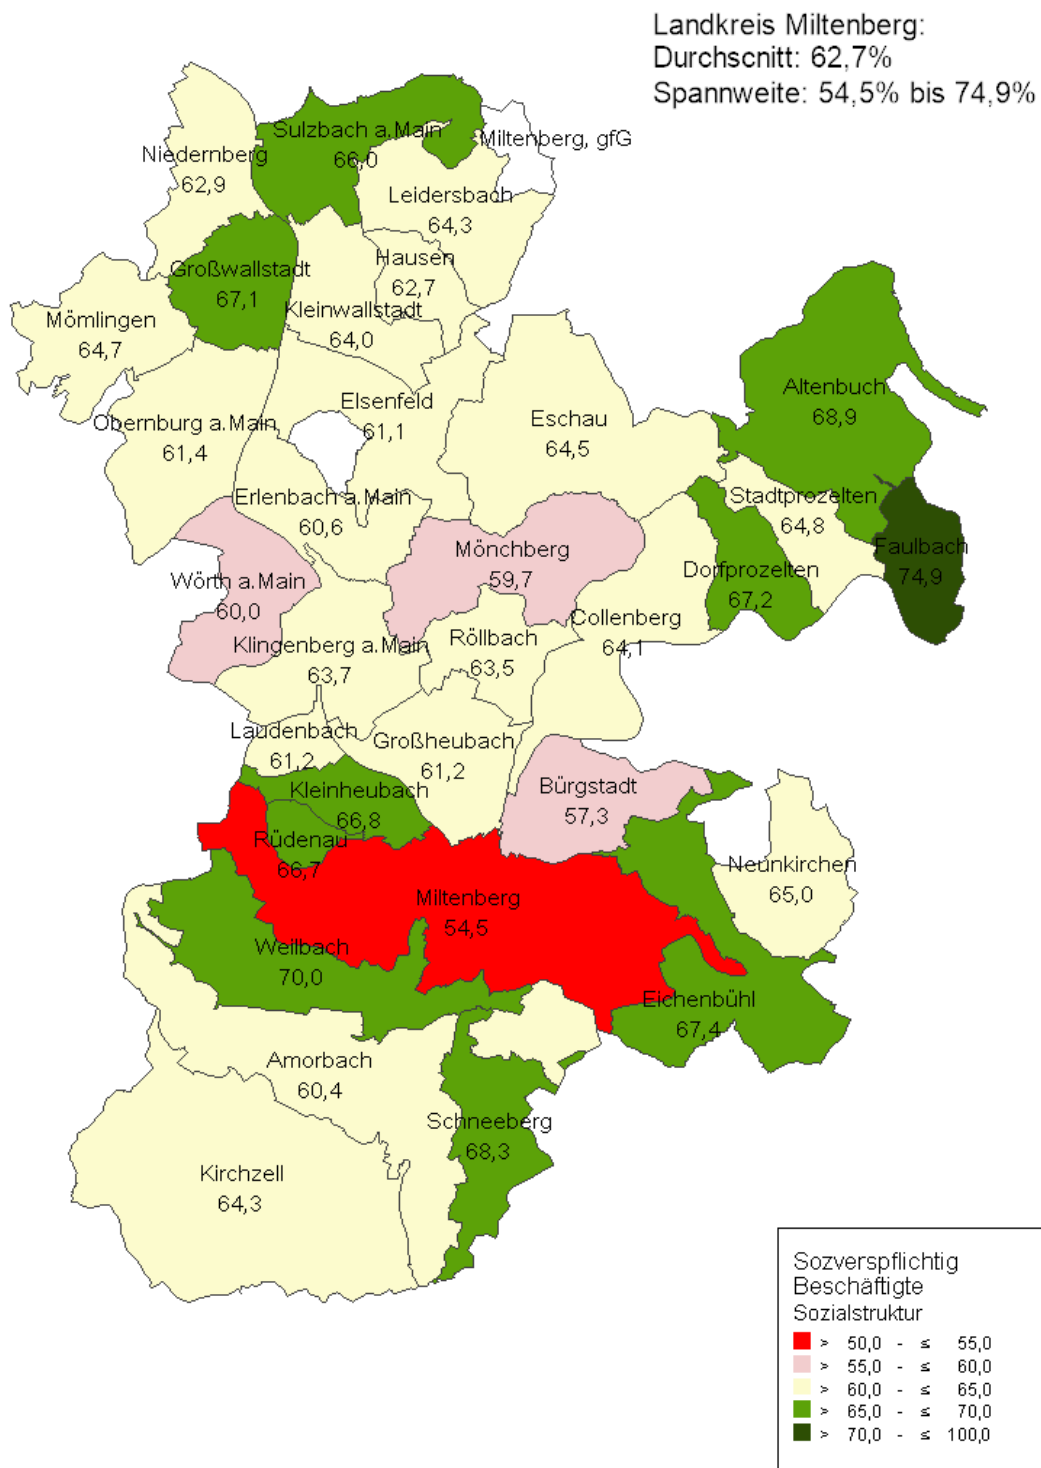 Landkreis Miltenberg:
Durchscnitt: 62,7%
Spannweite: 54,5% bis 74,9%
Sulzbach a.Main
66,0
Miltenberg, gfG
Niedernberg
62,9
Leidersbach
64,3
Hausen
62,7
Großwallstadt
67,1
Kleinwallstadt
64,0
Mömlingen
64,7
Altenbuch
68,9
Elsenfeld
61,1
Eschau
64,5
Obernburg a.Main
61,4
Erlenbach a.Main
60,6
Stadtprozelten
64,8
Mönchberg
59,7
Faulbach
74,9
Dorfprozelten
67,2
Wörth a.Main
60,0
Collenberg
64,1
Klingenberg a.Main
63,7
Röllbach
63,5
Laudenbach
61,2
Großheubach
61,2
Kleinheubach
66,8
Bürgstadt
57,3
Rüdenau
66,7
Neunkirchen
65,0
Miltenberg
54,5
Weilbach
70,0
Eichenbühl
67,4
Amorbach
60,4
Schneeberg
68,3
Kirchzell
64,3
Sozverspflichtig
Beschäftigte
Sozialstruktur
> 50,0 - ≤ 55,0
> 55,0 - ≤ 60,0
> 60,0 - ≤ 65,0
> 65,0 - ≤ 70,0
> 70,0 - ≤ 100,0